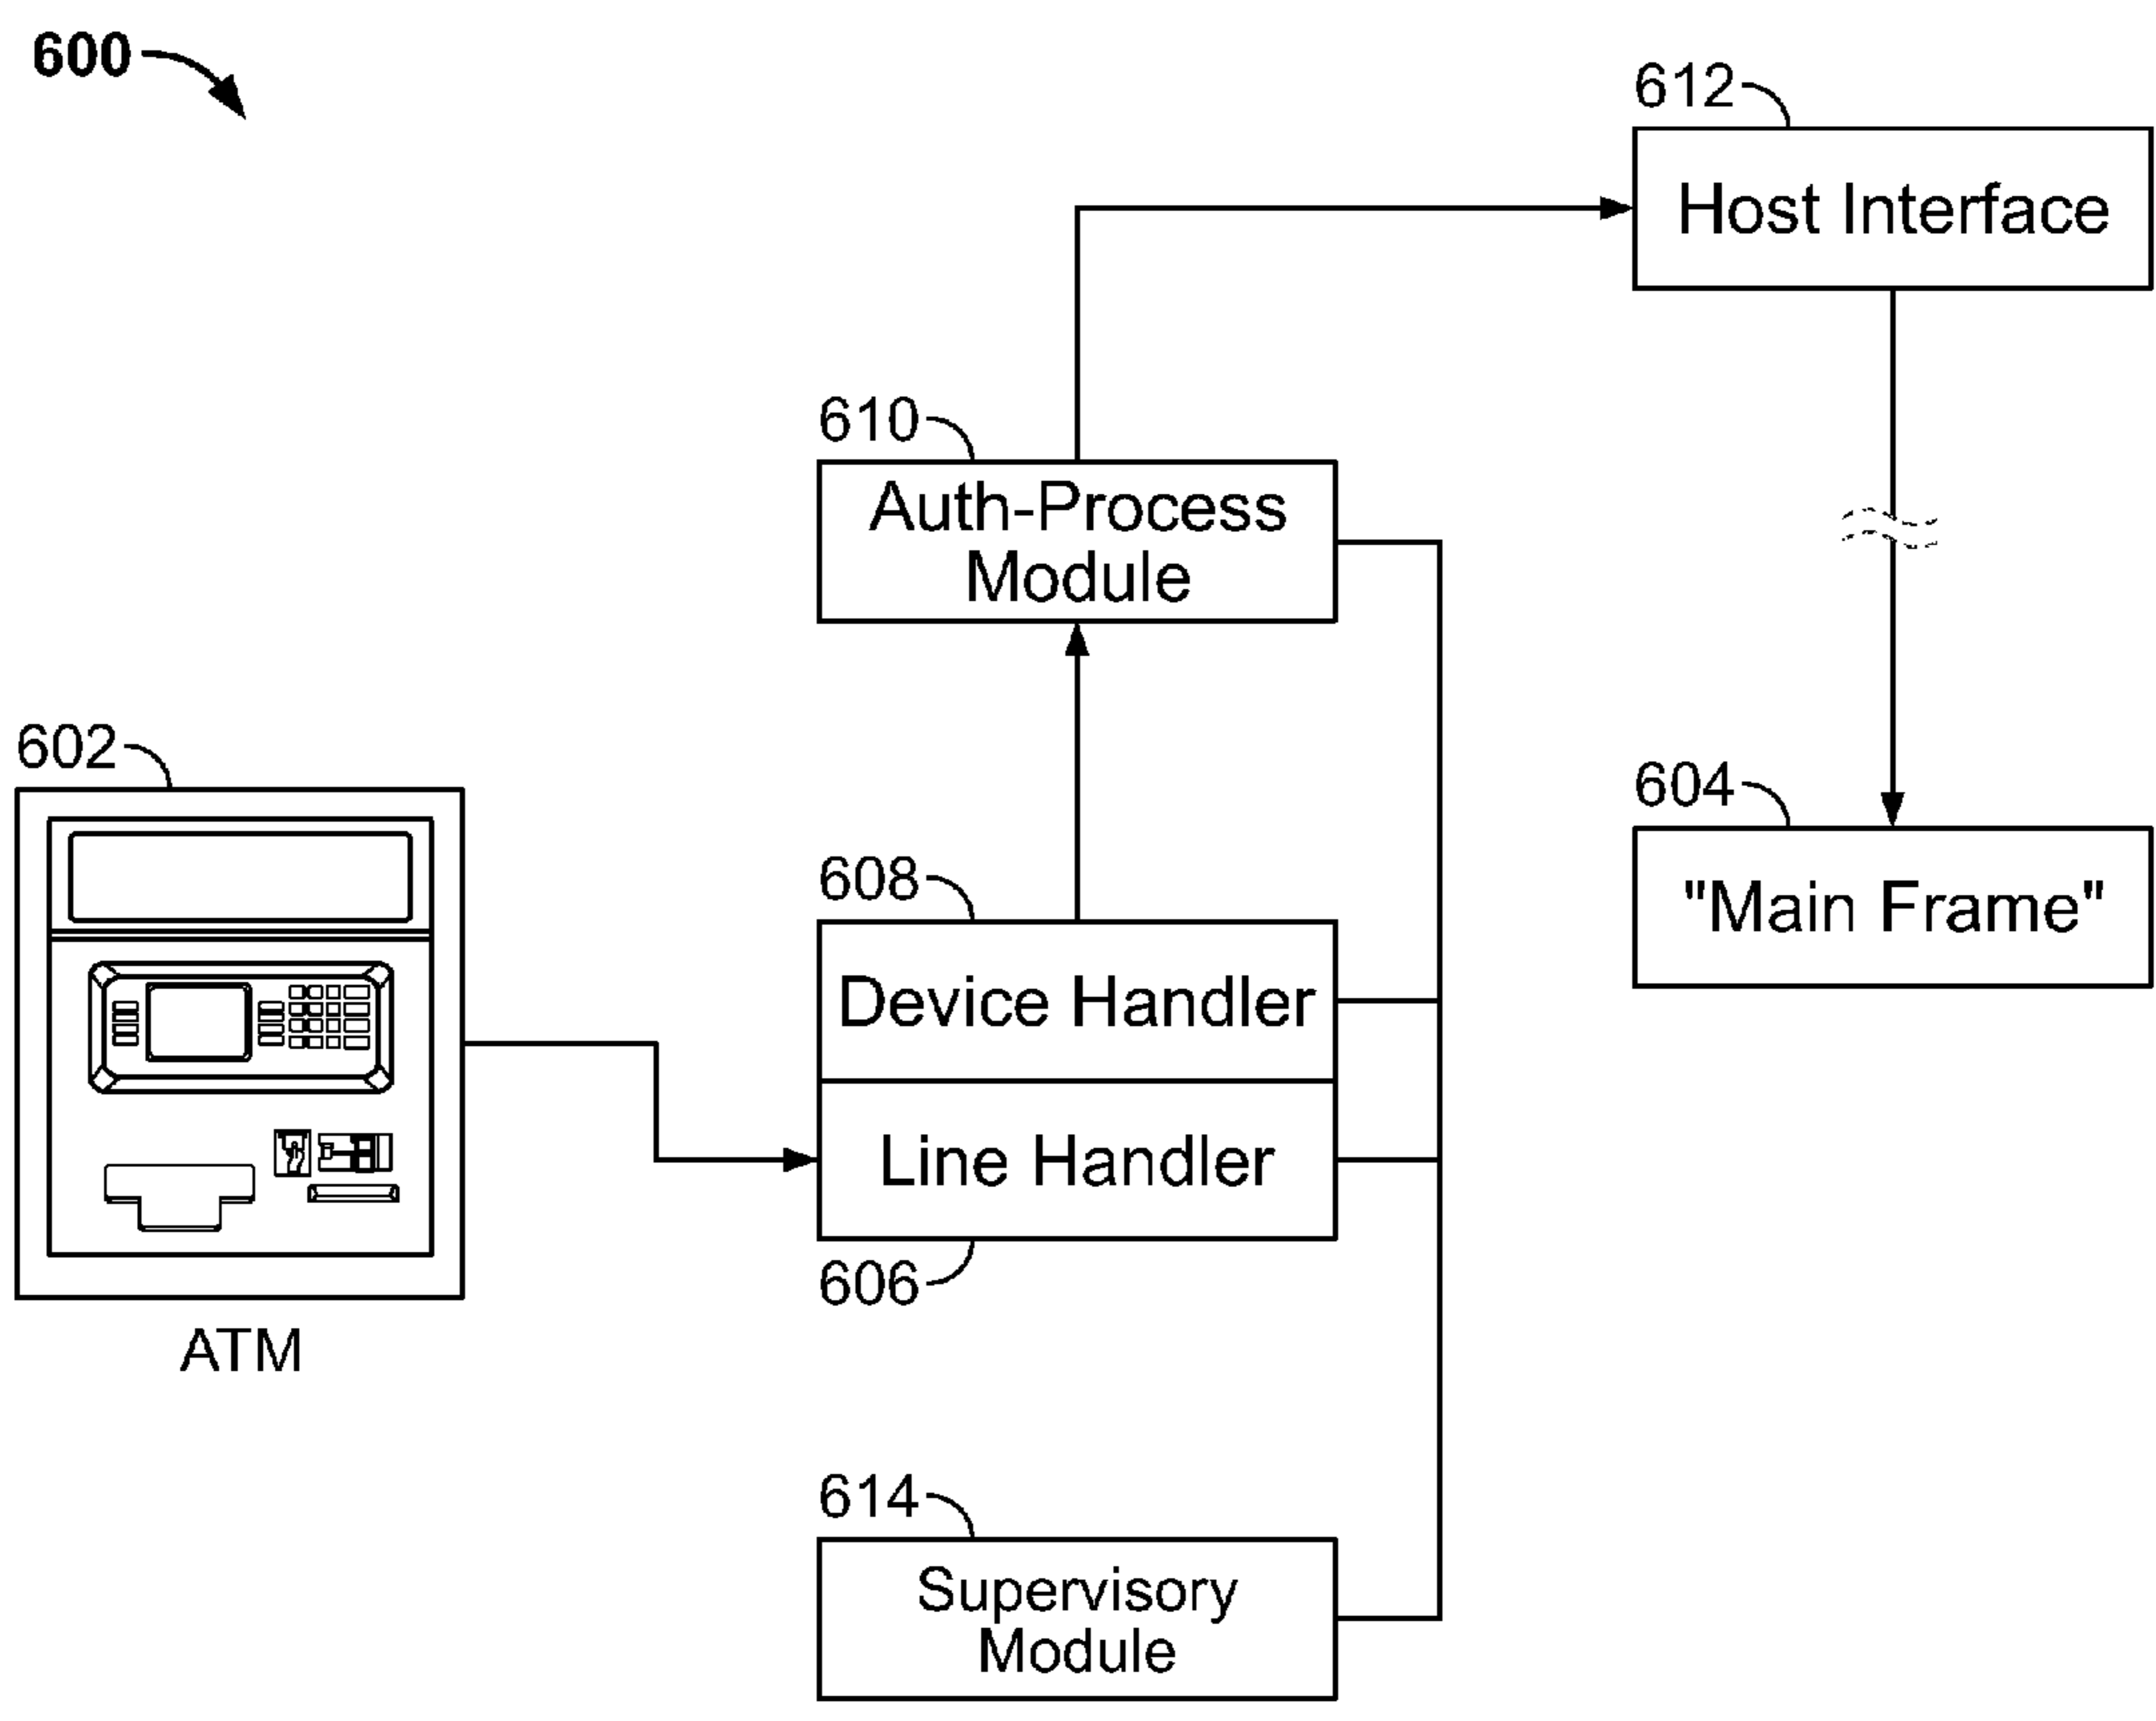 600
612
Host Interface
610
Auth-Process
Module
602
604
"Main Frame"
608
Device Handler
Line Handler
606
ATM
614
Supervisory
Module